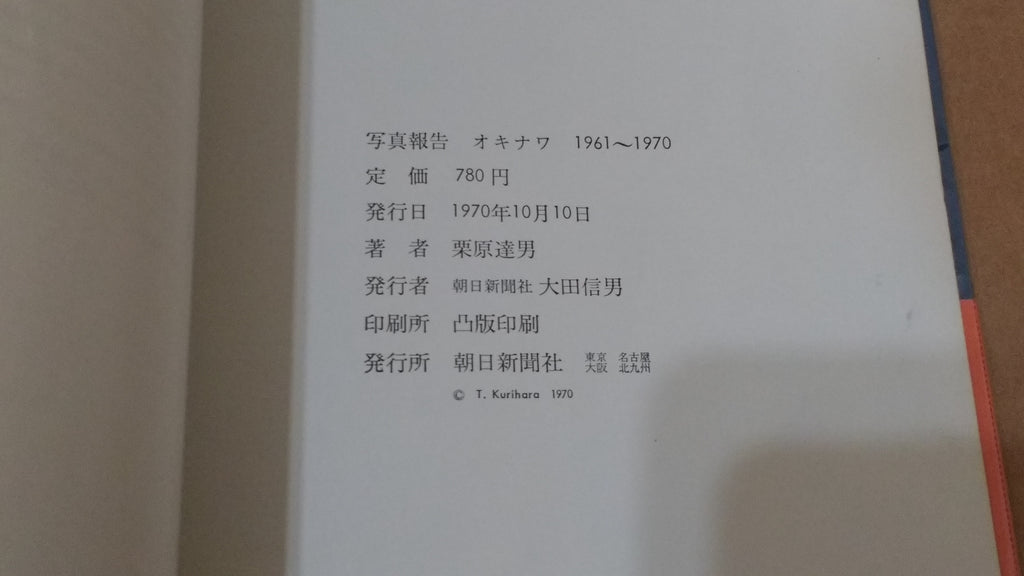 写真報告　オキナワ　1961～1970
定　価　780円
発行日　1970年10月10日
著　者　栗原達男
発行者　朝日新聞社 大田信男
印刷所　凸版印刷
発行所　朝日新聞社　東京　名古屋
大阪　北九州
© T. Kurihara 1970